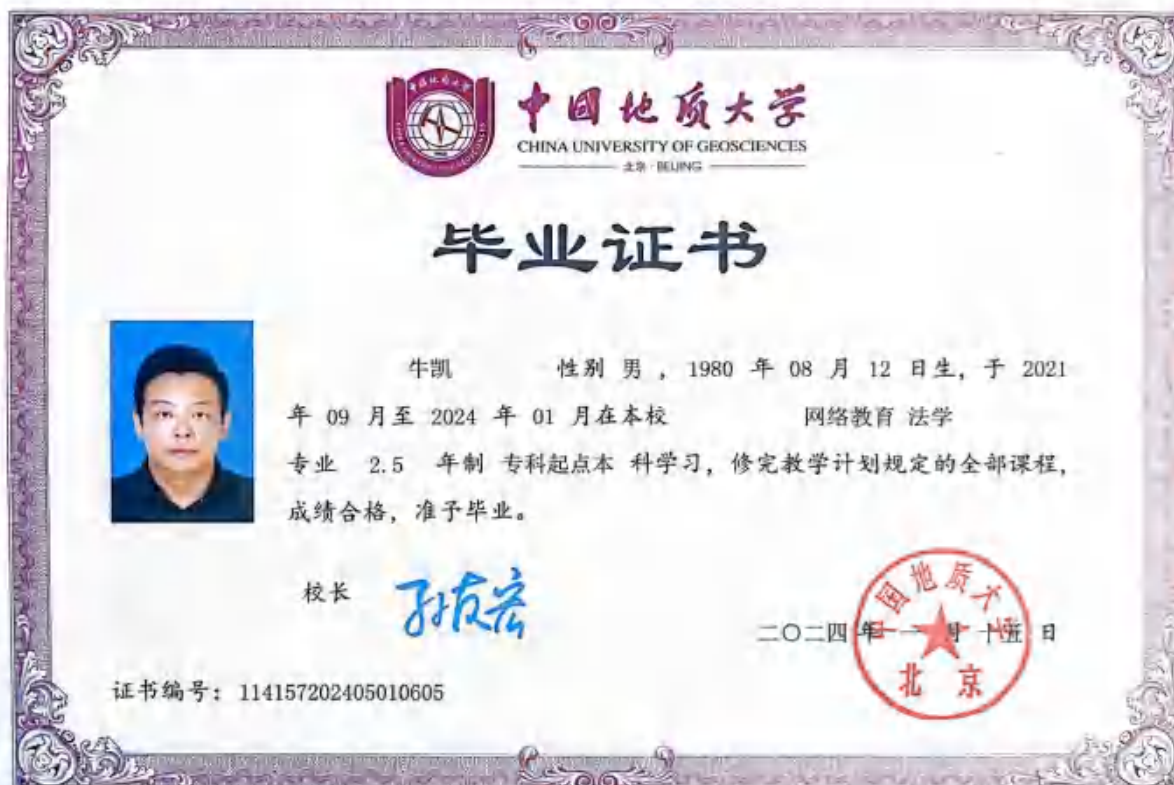 中国地质大学
CHINA UNIVERSITY OF GEOSCIENCES
北京·BEIJING
毕业证书
牛凯 性别 男 ，1980 年 08 月 12 日生，于 2021
年 09 月至 2024 年 01 月在本校 网络教育 法学
专业 2.5 年制 专科起点本 科学习，修完教学计划规定的全部课程，
成绩合格，准予毕业。
校长 孙友宏
二〇二四 年 一 月 十五 日
中国地质大学
北京
证书编号：114157202405010605